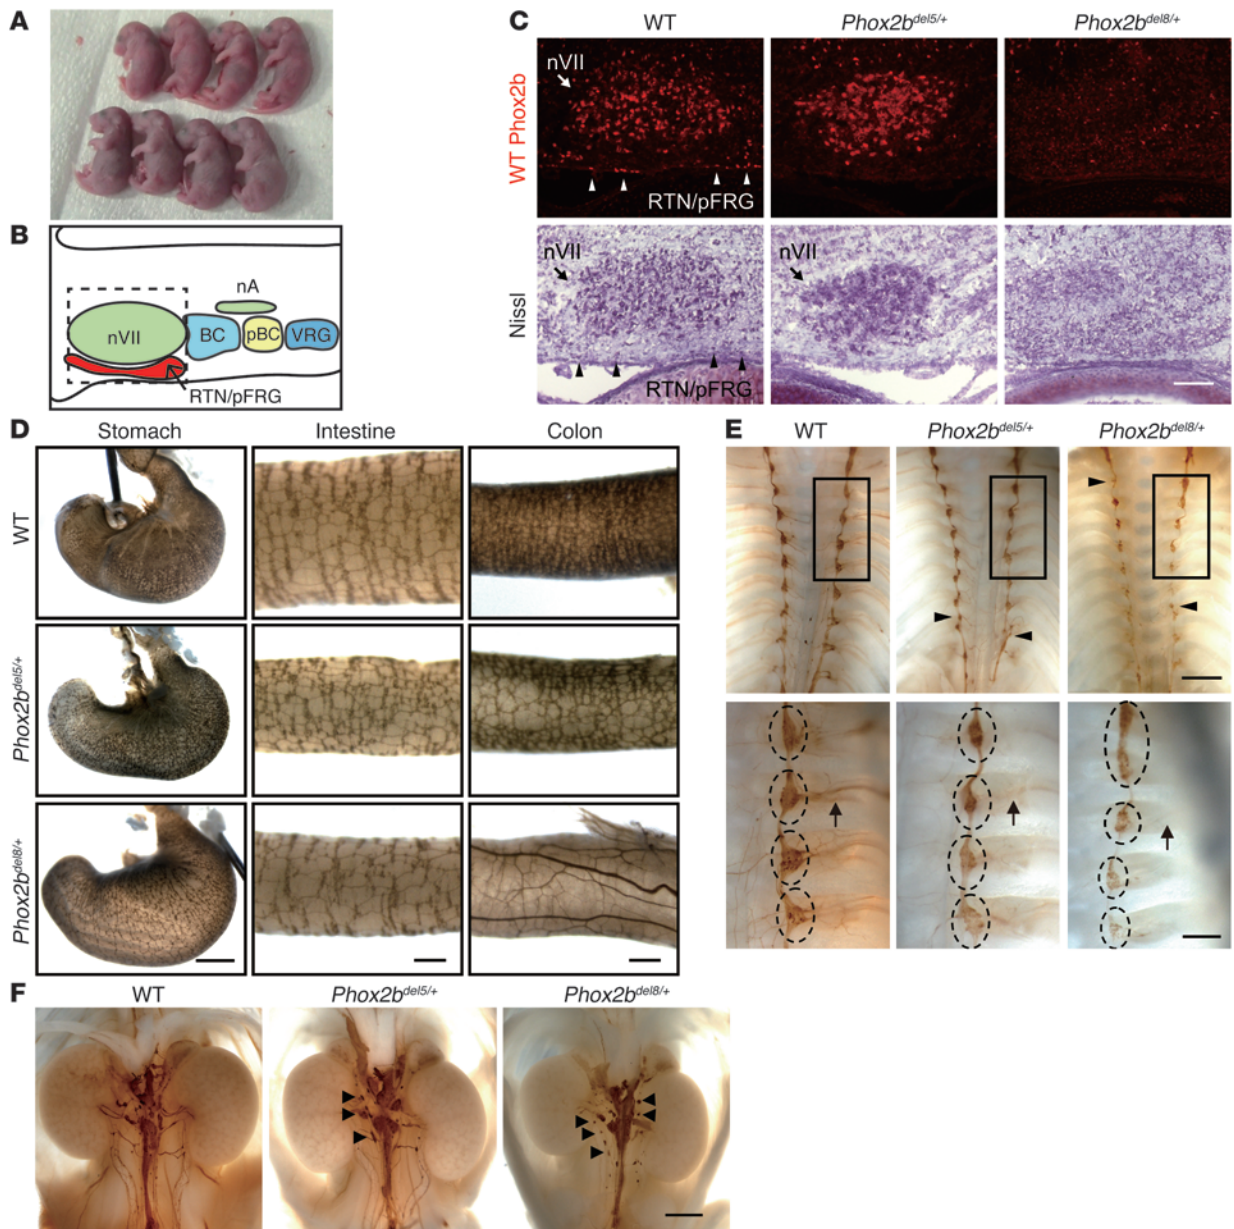 A
B
nVII
nA
BC
pBC
VRG
RTN/pFRG
C
WT
Phox2b^del5/+
Phox2b^del8/+
WT Phox2b
nVII
RTN/pFRG
Nissl
nVII
nVII
RTN/pFRG
D
Stomach
Intestine
Colon
WT
Phox2b^del5/+
Phox2b^del8/+
E
WT
Phox2b^del5/+
Phox2b^del8/+
F
WT
Phox2b^del5/+
Phox2b^del8/+